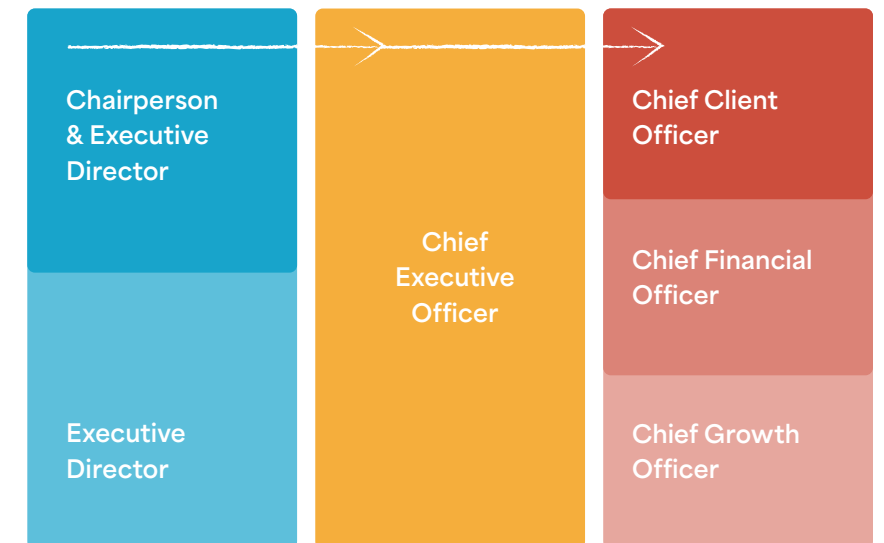 Chairperson
& Executive
Director
Executive
Director
Chief
Executive
Officer
Chief Client
Officer
Chief Financial
Officer
Chief Growth
Officer